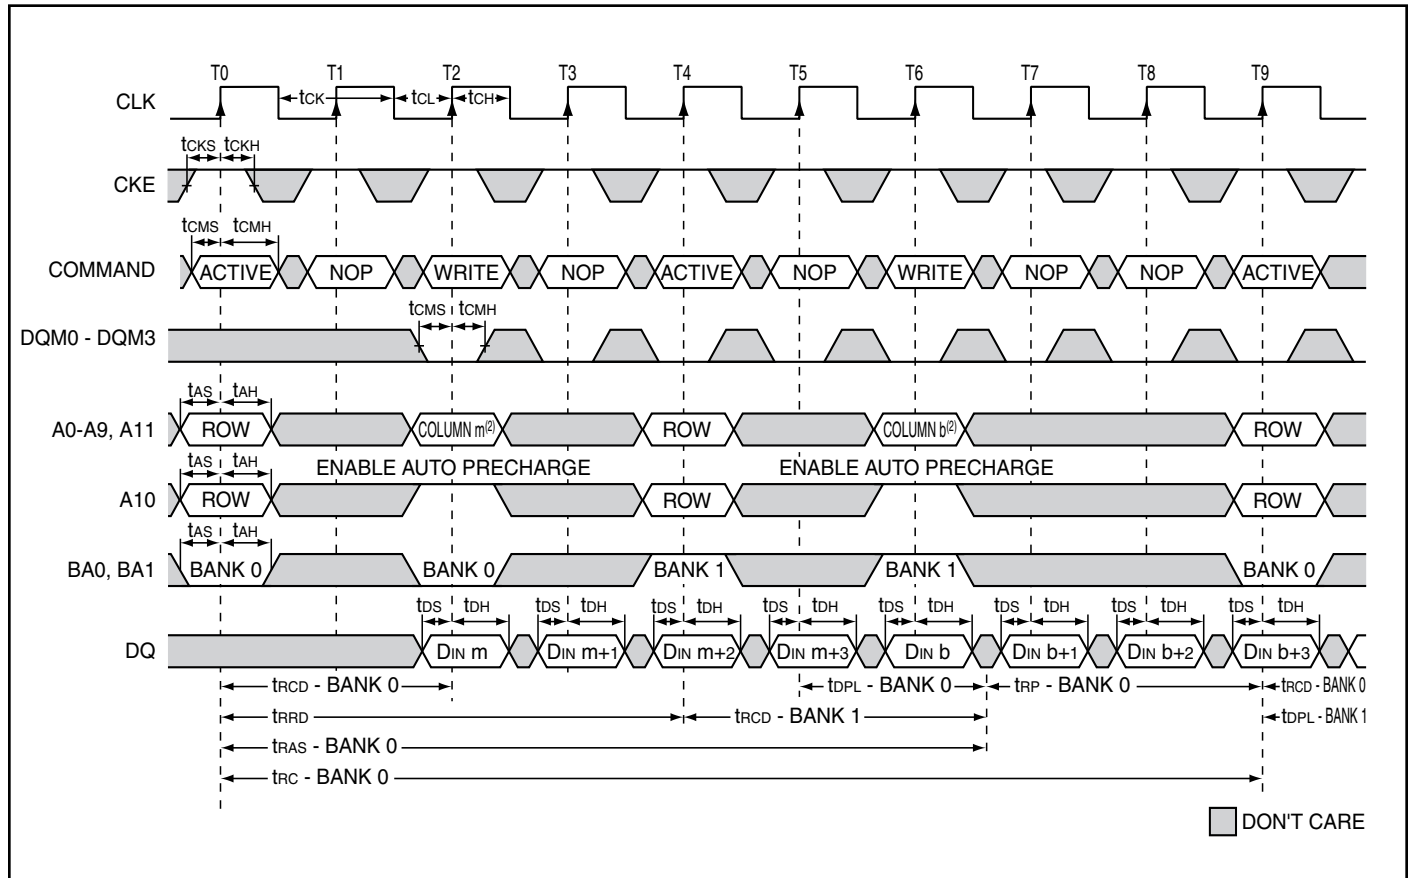 T0 T1 T2 T3 T4 T5 T6 T7 T8 T9
CLK tCK tCL tCH
tCKS tCKH
CKE
tCMS tCMH
COMMAND ACTIVE NOP WRITE NOP ACTIVE NOP WRITE NOP NOP ACTIVE
tCMS tCMH
DQM0 - DQM3
tAS tAH
A0-A9, A11 ROW COLUMN m(2) ROW COLUMN b(2) ROW
tAS tAH ENABLE AUTO PRECHARGE ENABLE AUTO PRECHARGE
A10 ROW ROW ROW
tAS tAH
BA0, BA1 BANK 0 BANK 0 BANK 1 BANK 1 BANK 0
tDS tDH tDS tDH tDS tDH tDS tDH tDS tDH tDS tDH tDS tDH tDS tDH
DQ DIN m DIN m+1 DIN m+2 DIN m+3 DIN b DIN b+1 DIN b+2 DIN b+3
tRCD - BANK 0 tDPL - BANK 0 tRP - BANK 0 tRCD - BANK 0
tRRD tRCD - BANK 1 tDPL - BANK 1
tRAS - BANK 0
tRC - BANK 0
DON'T CARE